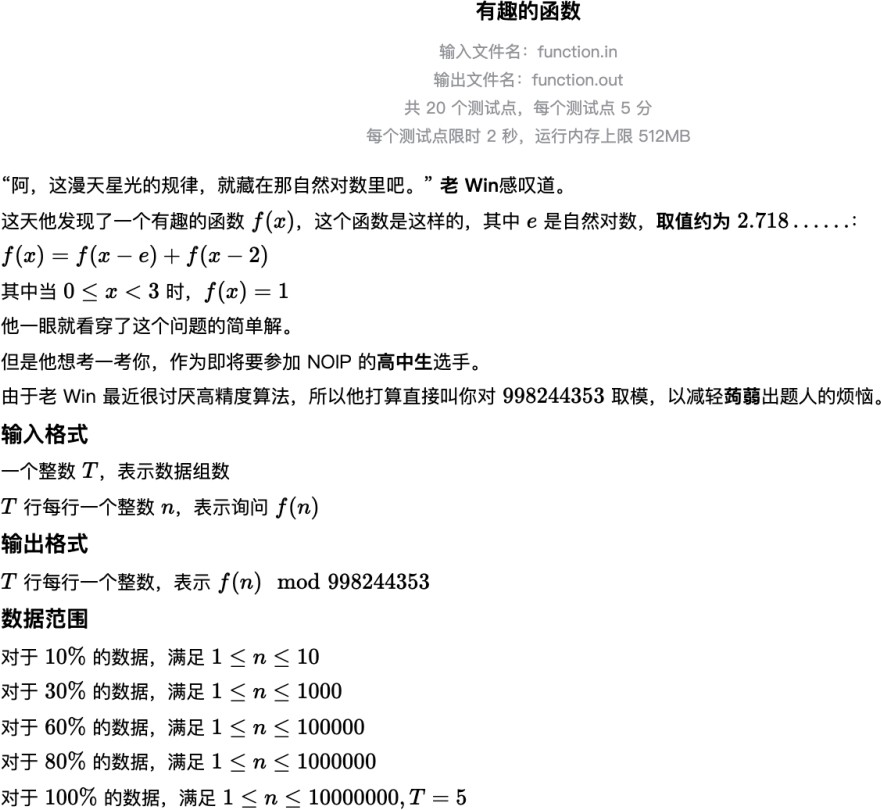 有趣的函数
输入文件名：function.in
输出文件名：function.out
共 20 个测试点，每个测试点 5 分
每个测试点限时 2 秒，运行内存上限 512MB
“阿，这漫天星光的规律，就藏在那自然对数里吧。” 老 Win感叹道。
这天他发现了一个有趣的函数 f(x)，这个函数是这样的，其中 e 是自然对数，取值约为 2.718......：
f(x) = f(x − e) + f(x − 2)
其中当 0 ≤ x < 3 时，f(x) = 1
他一眼就看穿了这个问题的简单解。
但是他想考一考你，作为即将要参加 NOIP 的高中生选手。
由于老 Win 最近很讨厌高精度算法，所以他打算直接叫你对 998244353 取模，以减轻蒟蒻出题人的烦恼。
输入格式
一个整数 T，表示数据组数
T 行每行一个整数 n，表示询问 f(n)
输出格式
T 行每行一个整数，表示 f(n) mod 998244353
数据范围
对于 10% 的数据，满足 1 ≤ n ≤ 10
对于 30% 的数据，满足 1 ≤ n ≤ 1000
对于 60% 的数据，满足 1 ≤ n ≤ 100000
对于 80% 的数据，满足 1 ≤ n ≤ 1000000
对于 100% 的数据，满足 1 ≤ n ≤ 10000000, T = 5